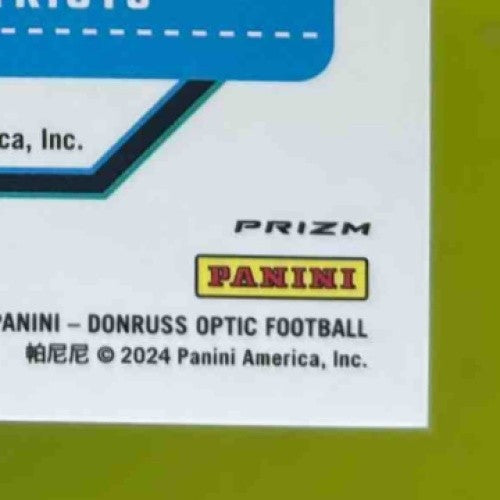 ca, Inc.
PRIZM
PANINI
PANINI – DONRUSS OPTIC FOOTBALL
帕尼尼 © 2024 Panini America, Inc.